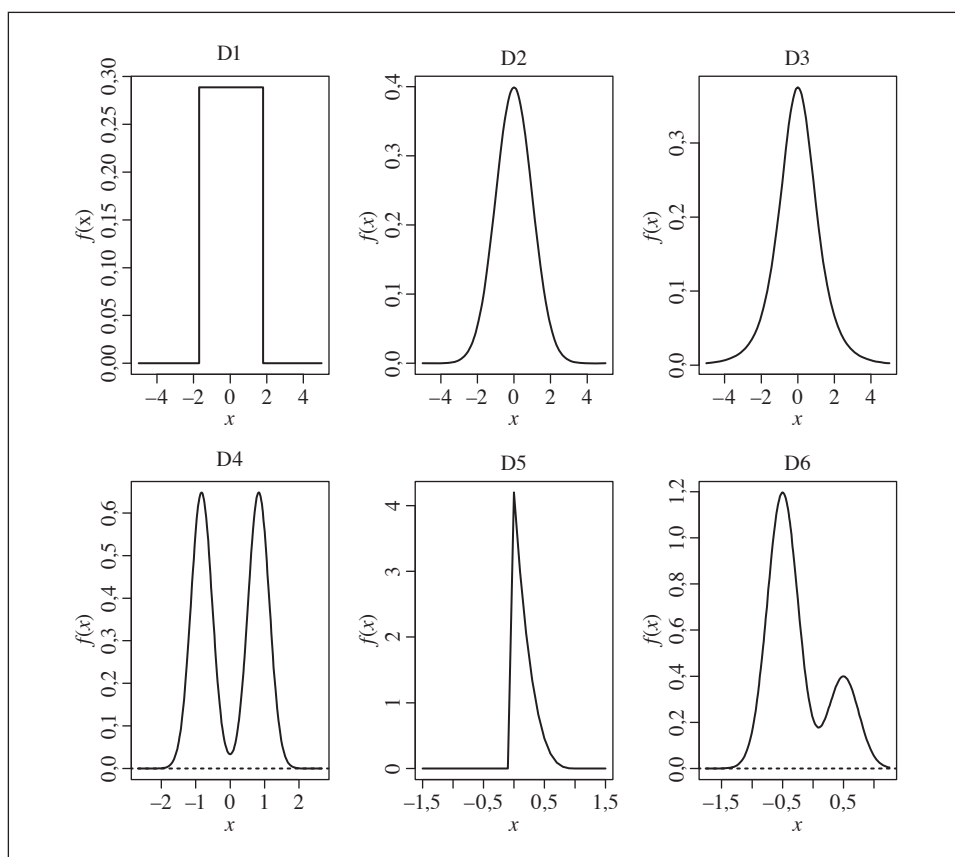 D1
0,30
0,25
0,20
0,15
0,10
0,05
0,00
f(x)
–4 –2 0 2 4
x
D2
0,4
0,3
0,2
0,1
0,0
f(x)
–4 –2 0 2 4
x
D3
0,3
0,2
0,1
0,0
f(x)
–4 –2 0 2 4
x
D4
0,6
0,5
0,4
0,3
0,2
0,1
0,0
f(x)
–2 –1 0 1 2
x
D5
4
3
2
1
0
f(x)
–1,5 –0,5 0,5 1,5
x
D6
1,2
1,0
0,8
0,6
0,4
0,2
0,0
f(x)
–1,5 –0,5 0,5
x